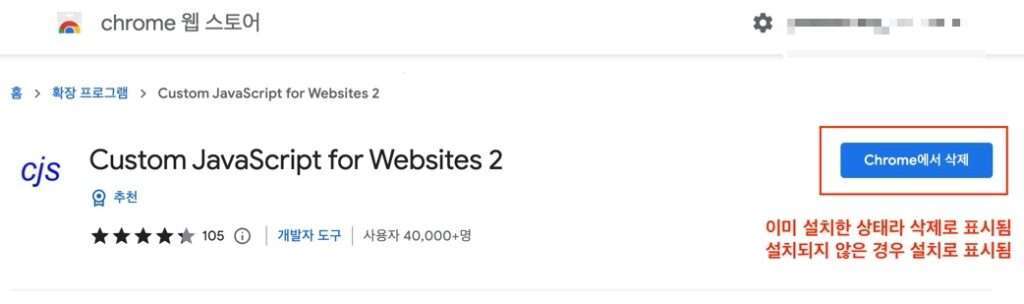 chrome 웹 스토어
홈 > 확장 프로그램 > Custom JavaScript for Websites 2
cjs
Custom JavaScript for Websites 2
Chrome에서 삭제
추천
105 | 개발자 도구 | 사용자 40,000+명
이미 설치한 상태라 삭제로 표시됨
설치되지 않은 경우 설치로 표시됨